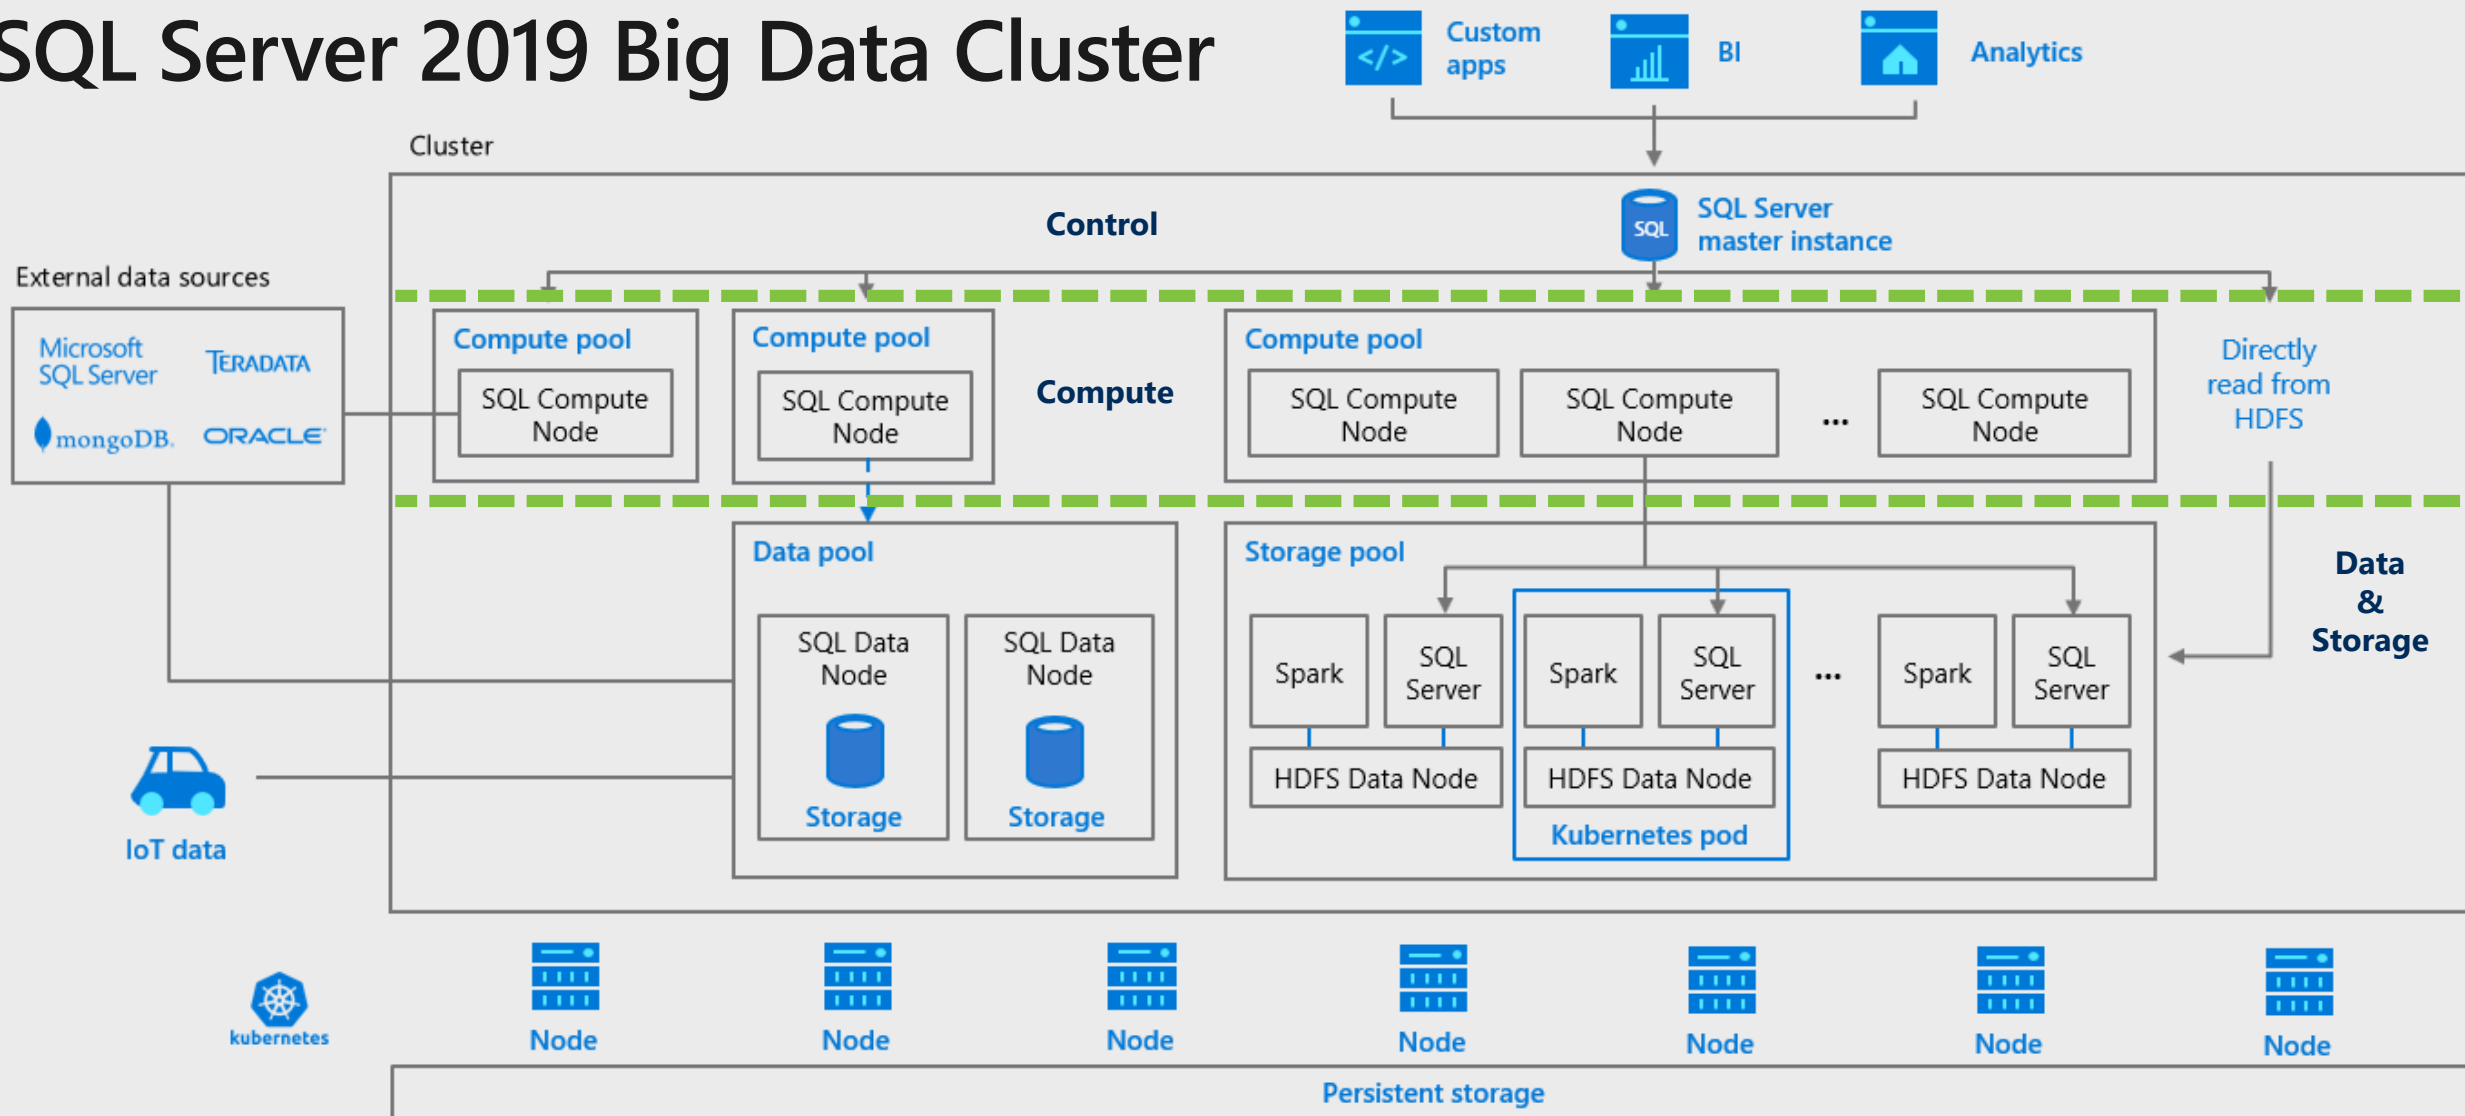 SQL Server 2019 Big Data Cluster
Custom
apps
BI
Analytics
Cluster
Control
SQL
SQL Server
master instance
External data sources
Microsoft
SQL Server
TERADATA
mongoDB.
ORACLE
Compute pool
SQL Compute
Node
Compute pool
SQL Compute
Node
Compute
Compute pool
SQL Compute
Node
SQL Compute
Node
...
SQL Compute
Node
Directly
read from
HDFS
Data pool
SQL Data
Node
Storage
SQL Data
Node
Storage
Storage pool
Spark
SQL
Server
HDFS Data Node
Spark
SQL
Server
HDFS Data Node
Kubernetes pod
...
Spark
SQL
Server
HDFS Data Node
Data
&
Storage
IoT data
kubernetes
Node
Node
Node
Node
Node
Node
Node
Persistent storage